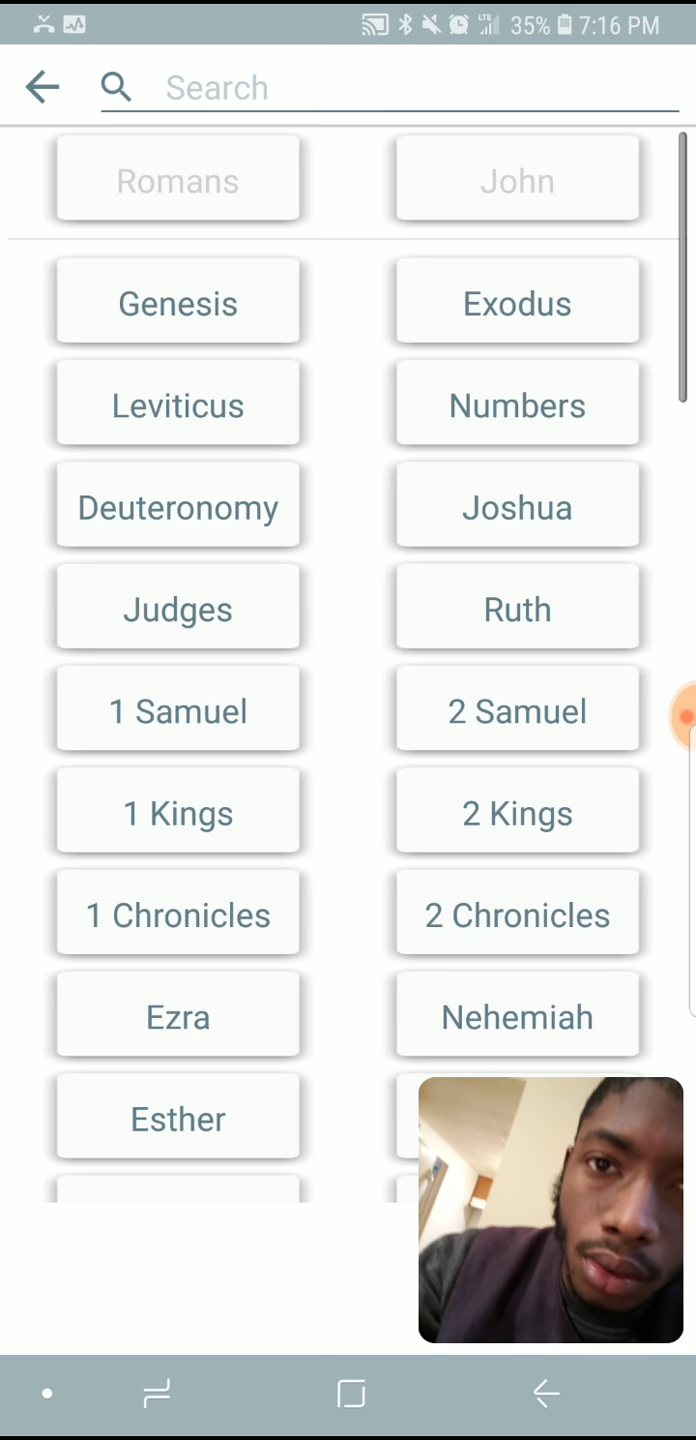 LTE 35% 7:16 PM
Search
Romans John
Genesis Exodus
Leviticus Numbers
Deuteronomy Joshua
Judges Ruth
1 Samuel 2 Samuel
1 Kings 2 Kings
1 Chronicles 2 Chronicles
Ezra Nehemiah
Esther